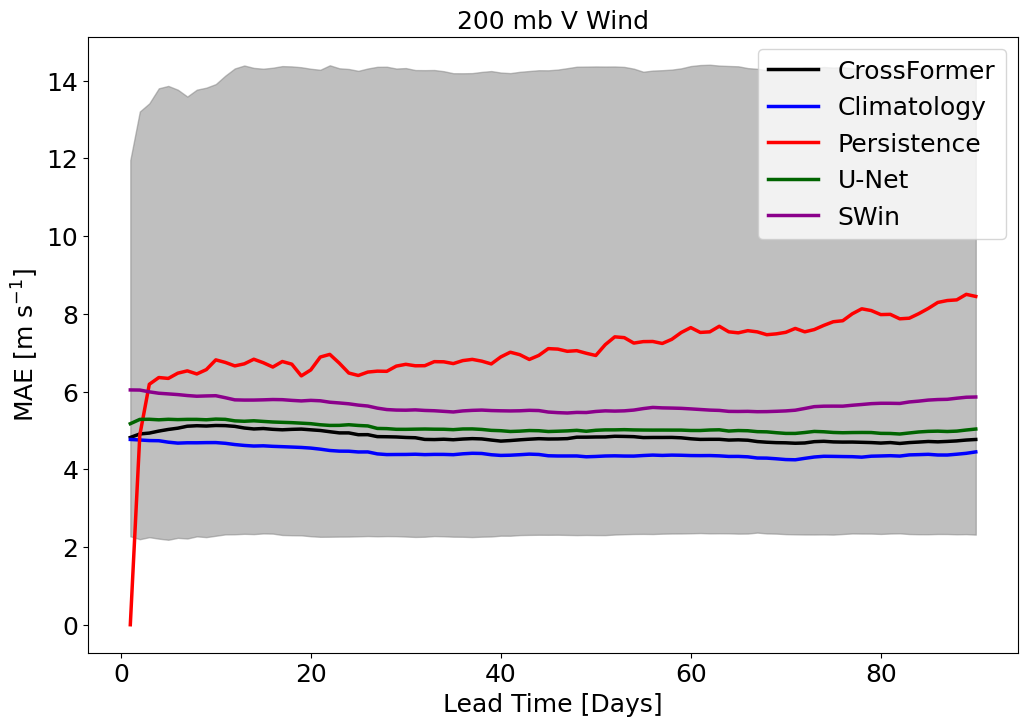 200 mb V Wind
CrossFormer
Climatology
Persistence
U-Net
SWin
MAE [m s⁻¹]
14
12
10
8
6
4
2
0
0 20 40 60 80
Lead Time [Days]